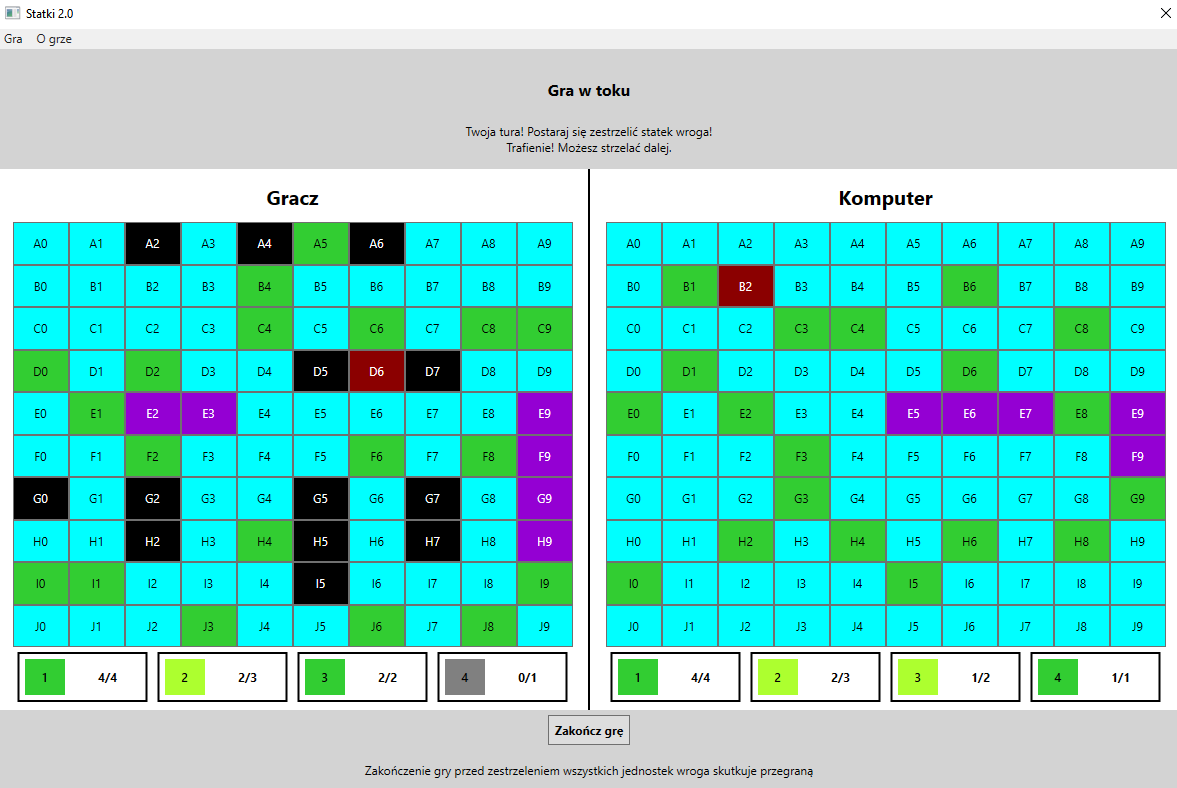 Statki 2.0
Gra O grze
Gra w toku
Twoja tura! Postaraj się zestrzelić statek wroga!
Trafienie! Możesz strzelać dalej.
Gracz
A0 A1 A2 A3 A4 A5 A6 A7 A8 A9
B0 B1 B2 B3 B4 B5 B6 B7 B8 B9
C0 C1 C2 C3 C4 C5 C6 C7 C8 C9
D0 D1 D2 D3 D4 D5 D6 D7 D8 D9
E0 E1 E2 E3 E4 E5 E6 E7 E8 E9
F0 F1 F2 F3 F4 F5 F6 F7 F8 F9
G0 G1 G2 G3 G4 G5 G6 G7 G8 G9
H0 H1 H2 H3 H4 H5 H6 H7 H8 H9
I0 I1 I2 I3 I4 I5 I6 I7 I8 I9
J0 J1 J2 J3 J4 J5 J6 J7 J8 J9
1 4/4 2 2/3 3 2/2 4 0/1
Komputer
A0 A1 A2 A3 A4 A5 A6 A7 A8 A9
B0 B1 B2 B3 B4 B5 B6 B7 B8 B9
C0 C1 C2 C3 C4 C5 C6 C7 C8 C9
D0 D1 D2 D3 D4 D5 D6 D7 D8 D9
E0 E1 E2 E3 E4 E5 E6 E7 E8 E9
F0 F1 F2 F3 F4 F5 F6 F7 F8 F9
G0 G1 G2 G3 G4 G5 G6 G7 G8 G9
H0 H1 H2 H3 H4 H5 H6 H7 H8 H9
I0 I1 I2 I3 I4 I5 I6 I7 I8 I9
J0 J1 J2 J3 J4 J5 J6 J7 J8 J9
1 4/4 2 2/3 3 1/2 4 1/1
Zakończ grę
Zakończenie gry przed zestrzeleniem wszystkich jednostek wroga skutkuje przegraną